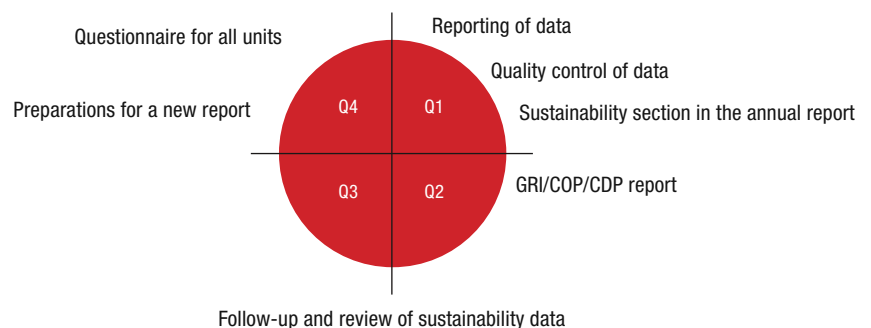 Reporting of data
Questionnaire for all units
Quality control of data
Preparations for a new report
Q4
Q1
Sustainability section in the annual report
Q3
Q2
GRI/COP/CDP report
Follow-up and review of sustainability data